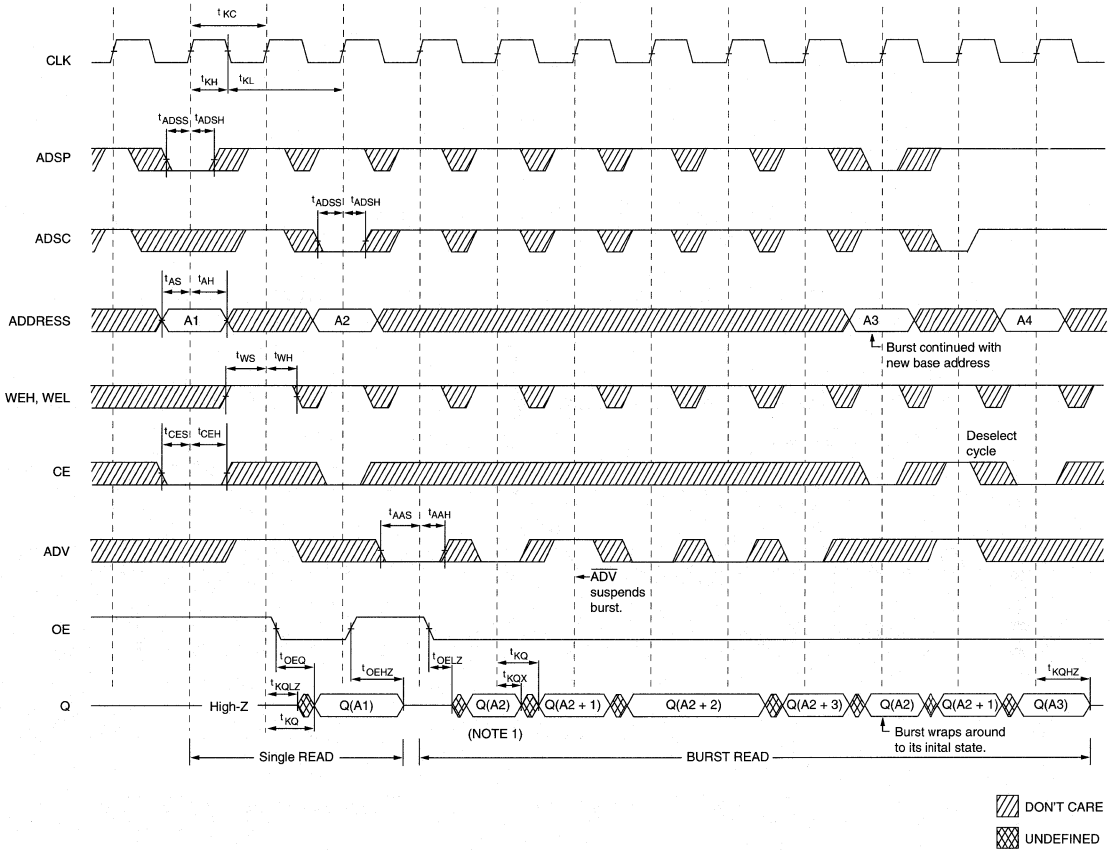 tKC
CLK
tKH
tKL
tADSS
tADSH
ADSP
tADSS
tADSH
ADSC
tAS
tAH
ADDRESS
A1
A2
A3
A4
Burst continued with
new base address
tWS
tWH
WEH, WEL
tCES
tCEH
Deselect
cycle
CE
tAAS
tAAH
ADV
ADV
suspends
burst.
OE
tOEQ
tOEHZ
tOELZ
tKQ
tKQX
tKQHZ
tKQLZ
Q
High-Z
Q(A1)
Q(A2)
Q(A2 + 1)
Q(A2 + 2)
Q(A2 + 3)
Q(A2)
Q(A2 + 1)
Q(A3)
tKQ
(NOTE 1)
Burst wraps around
to its inital state.
Single READ
BURST READ
DON'T CARE
UNDEFINED